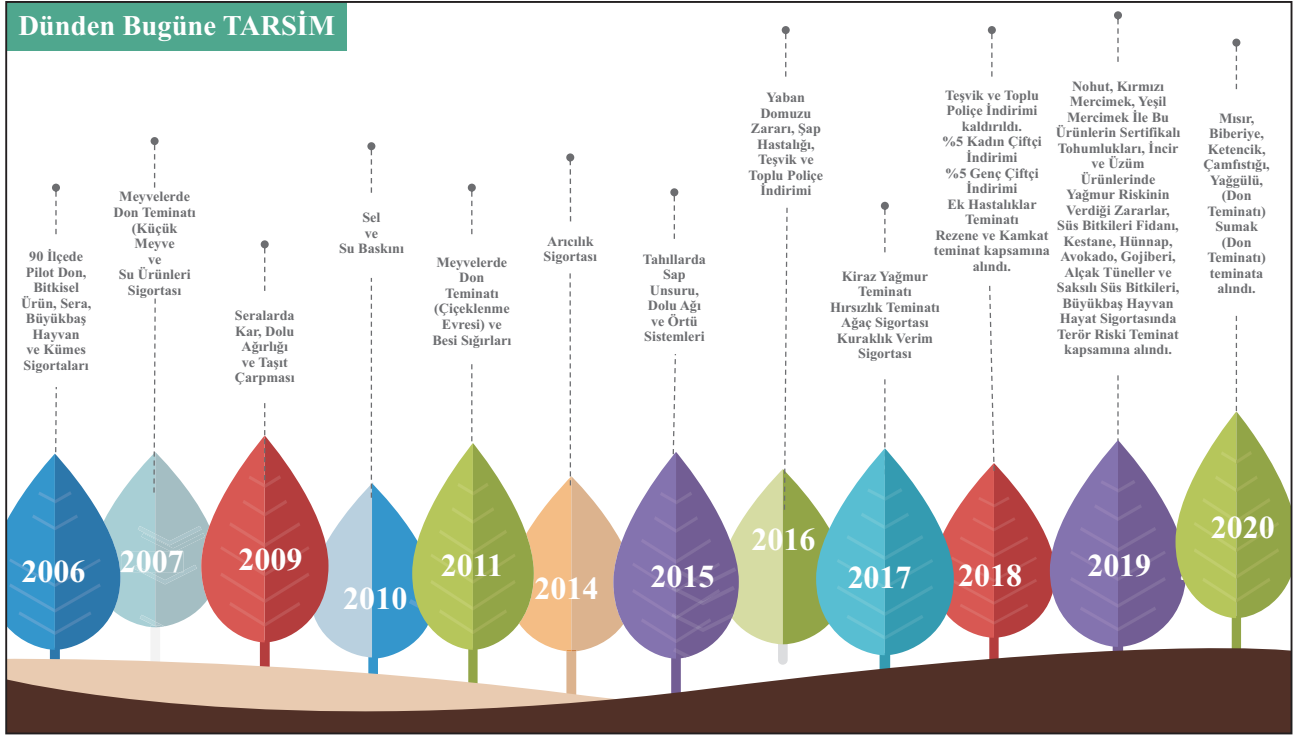 Dünden Bugüne TARSİM
90 İlçede
Pilot Don,
Bitkisel
Ürün, Sera,
Büyükbaş
Hayvan
ve Kümes
Sigortaları
2006
Meyvelerde
Don Teminatı
(Küçük
Meyve
ve
Su Ürünleri
Sigortası
2007
Seralarda
Kar, Dolu
Ağırlığı
ve Taşıt
Çarpması
2009
Sel
ve
Su Baskını
2010
Meyvelerde
Don
Teminatı
(Çiçeklenme
Evresi) ve
Besi Sığırları
2011
Arıcılık
Sigortası
2014
Tahıllarda
Sap
Unsuru,
Dolu Ağı
ve Örtü
Sistemleri
2015
Yaban
Domuzu
Zararı, Şap
Hastalığı,
Teşvik ve
Toplu Poliçe
İndirimi
2016
Kiraz Yağmur
Teminatı
Hırsızlık Teminatı
Ağaç Sigortası
Kuraklık Verim
Sigortası
2017
Teşvik ve Toplu
Poliçe İndirimi
kaldırıldı.
%5 Kadın Çiftçi
İndirimi
%5 Genç Çiftçi
İndirimi
Ek Hastalıklar
Teminatı
Rezene ve Kamkat
teminat kapsamına
alındı.
2018
Nohut, Kırmızı
Mercimek, Yeşil
Mercimek İle Bu
Ürünlerin Sertifikalı
Tohumlukları, İncir
ve Üzüm
Ürünlerinde
Yağmur Riskinin
Verdiği Zararlar,
Süs Bitkileri Fidanı,
Kestane, Hünnap,
Avokado, Gojiberi,
Alçak Tüneller ve
Saksılı Süs Bitkileri,
Büyükbaş Hayvan
Hayat Sigortasında
Terör Riski Teminat
kapsamına alındı.
2019
Mısır,
Biberiye,
Ketencik,
Çamfıstığı,
Yağgülü,
(Don
Teminatı)
Sumak
(Don
Teminatı)
teminata
alındı.
2020